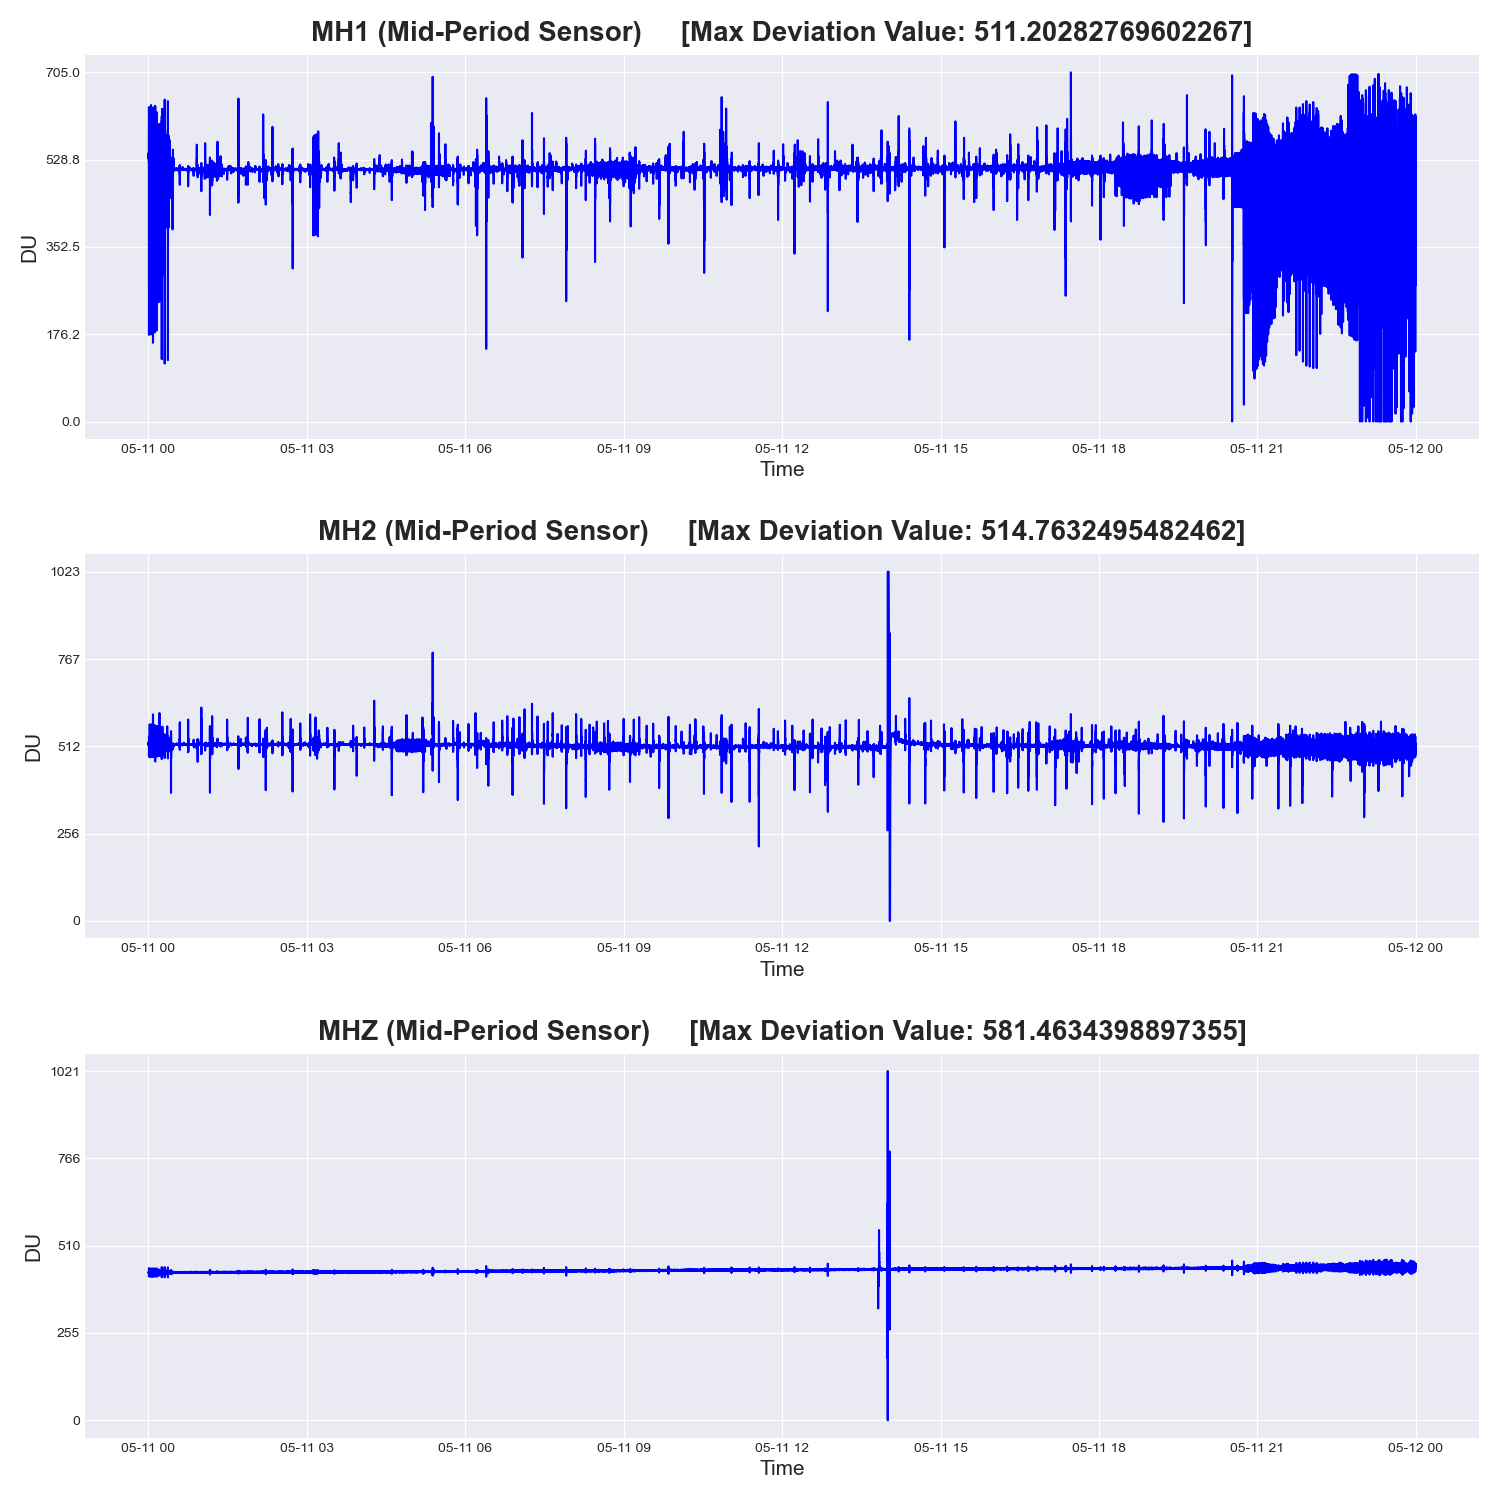 MH1 (Mid-Period Sensor) [Max Deviation Value: 511.20282769602267]
705.0
528.8
352.5
176.2
0.0
DU
05-11 00 05-11 03 05-11 06 05-11 09 05-11 12 05-11 15 05-11 18 05-11 21 05-12 00
Time
MH2 (Mid-Period Sensor) [Max Deviation Value: 514.7632495482462]
1023
767
512
256
0
DU
05-11 00 05-11 03 05-11 06 05-11 09 05-11 12 05-11 15 05-11 18 05-11 21 05-12 00
Time
MHZ (Mid-Period Sensor) [Max Deviation Value: 581.4634398897355]
1021
766
510
255
0
DU
05-11 00 05-11 03 05-11 06 05-11 09 05-11 12 05-11 15 05-11 18 05-11 21 05-12 00
Time